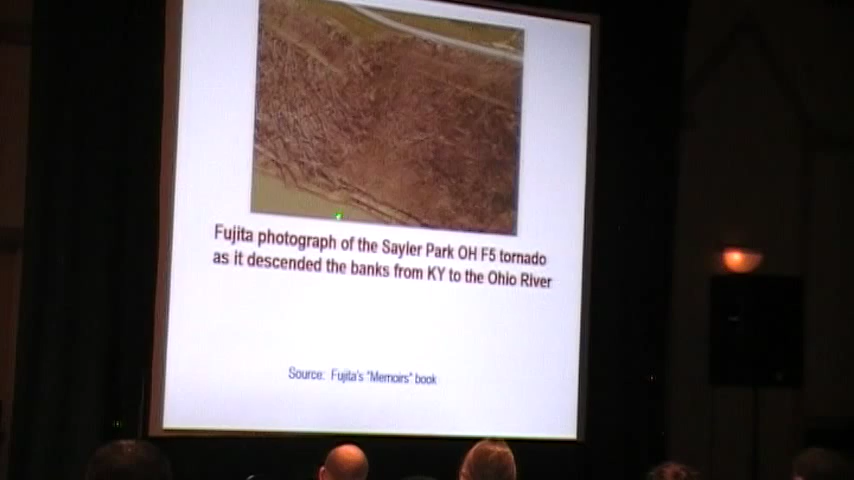 Fujita photograph of the Sayler Park OH F5 tornado
as it descended the banks from KY to the Ohio River
Source: Fujita's "Memoirs" book